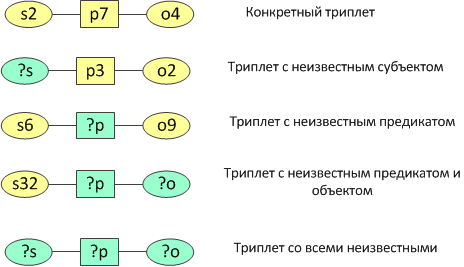 s2 p7 o4 Конкретный триплет
?s p3 o2 Триплет с неизвестным субъектом
s6 ?p o9 Триплет с неизвестным предикатом
s32 ?p ?o Триплет с неизвестным предикатом и
объектом
?s ?p ?o Триплет со всеми неизвестными